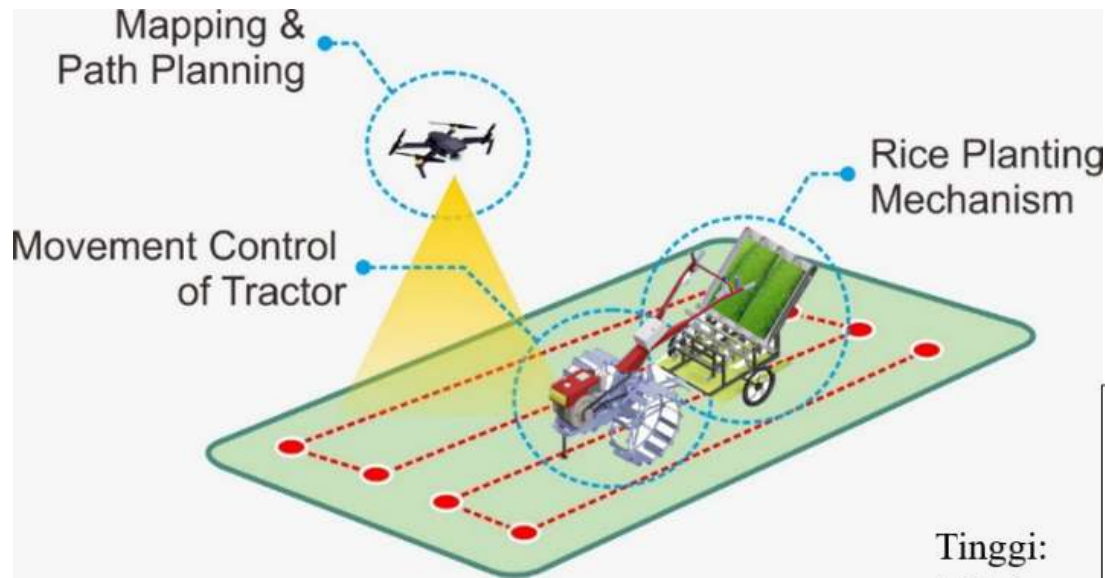 Mapping &
Path Planning
Rice Planting
Mechanism
Movement Control
of Tractor
Tinggi: